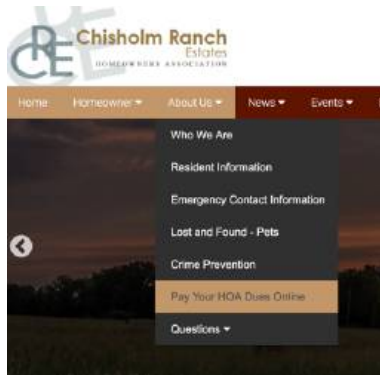 CRE
Chisholm Ranch
Estates
HOMEOWNERS ASSOCIATION
Home Homeowner About Us News Events
Who We Are
Resident Information
Emergency Contact Information
Lost and Found - Pets
Crime Prevention
Pay Your HOA Dues Online
Questions